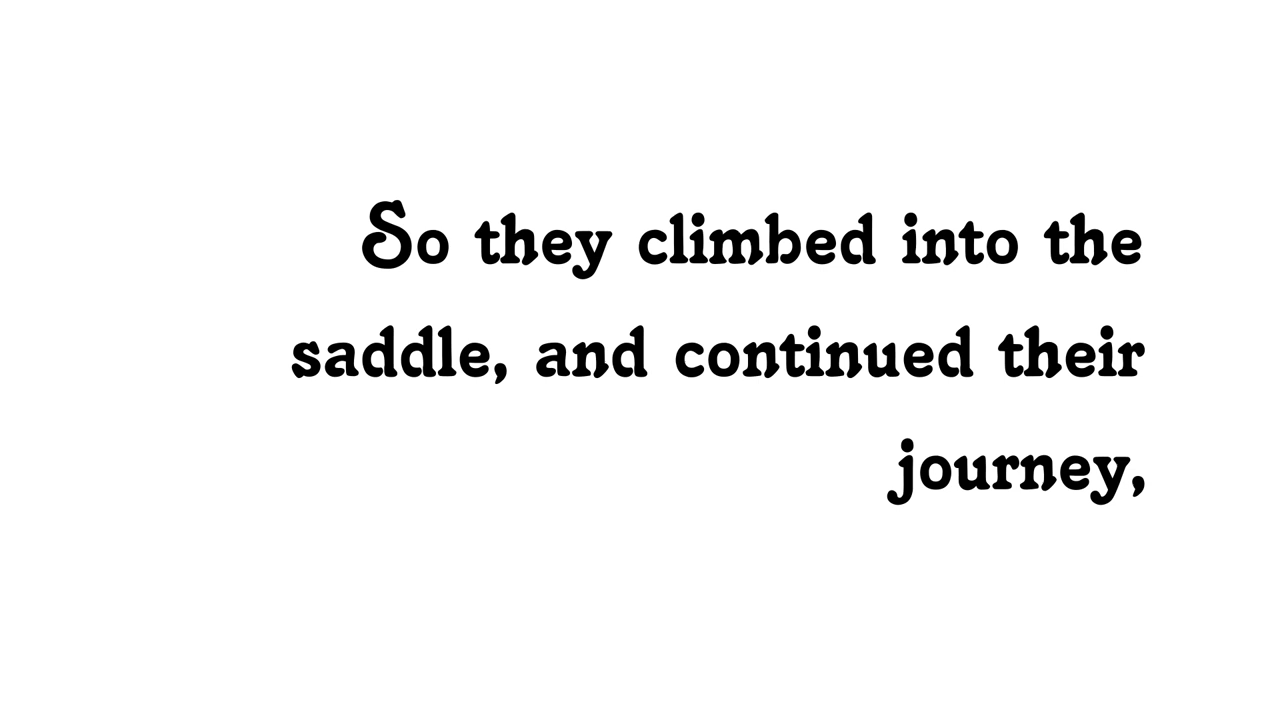 So they climbed into the
saddle, and continued their
journey,